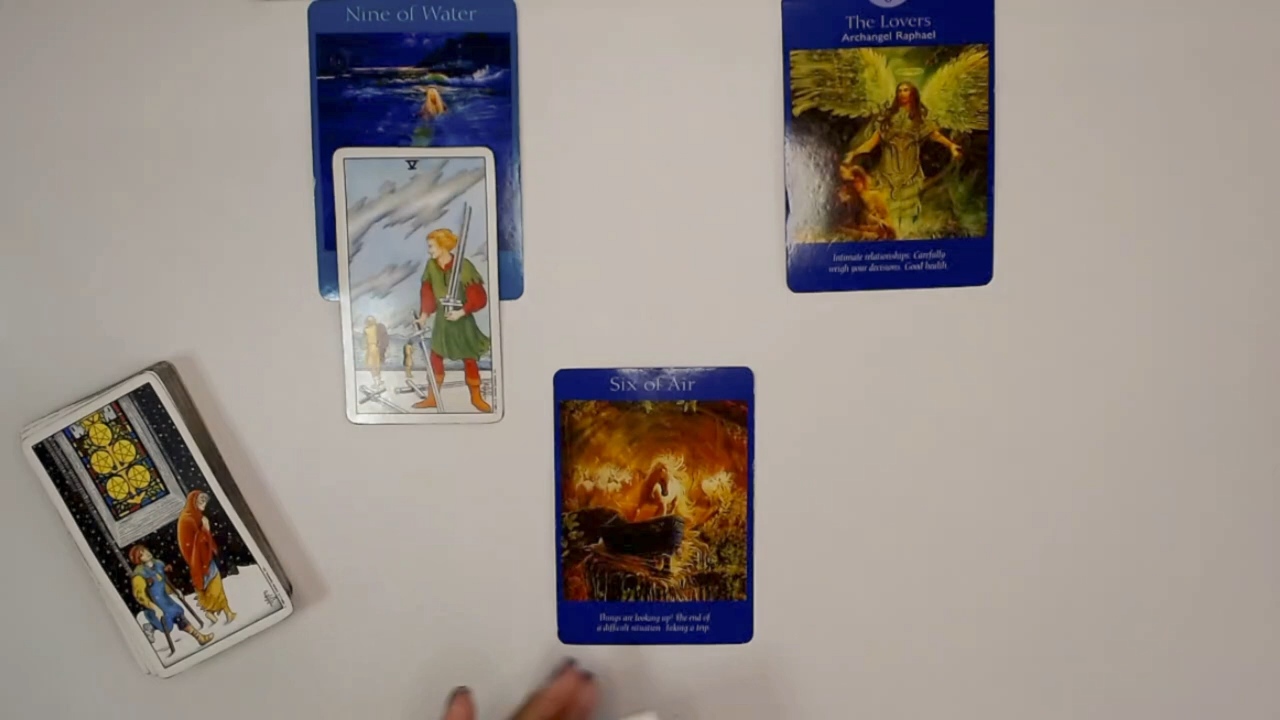 Nine of Water
The Lovers
Archangel Raphael
Intimate relationships. Carefully
weigh your decisions. Good health.
V
Six of Air
Things are looking up! The end of
a difficult situation. Taking a trip.